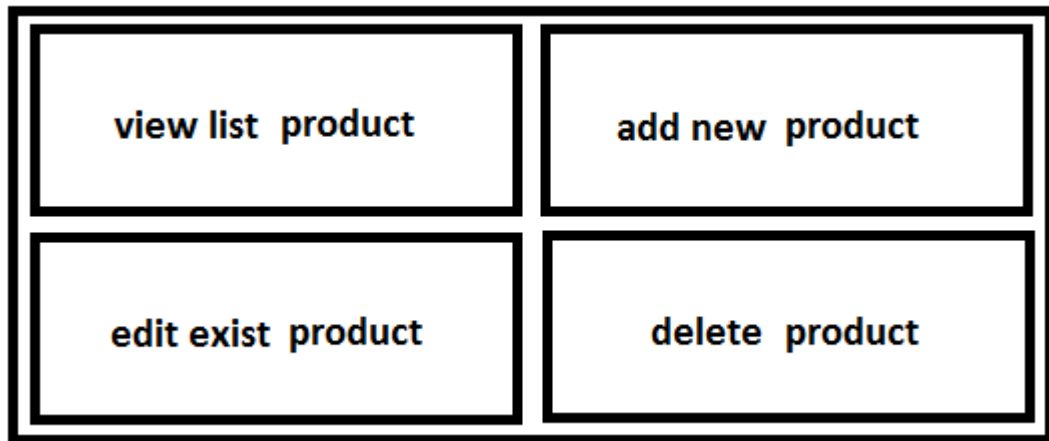 view list product
add new product
edit exist product
delete product